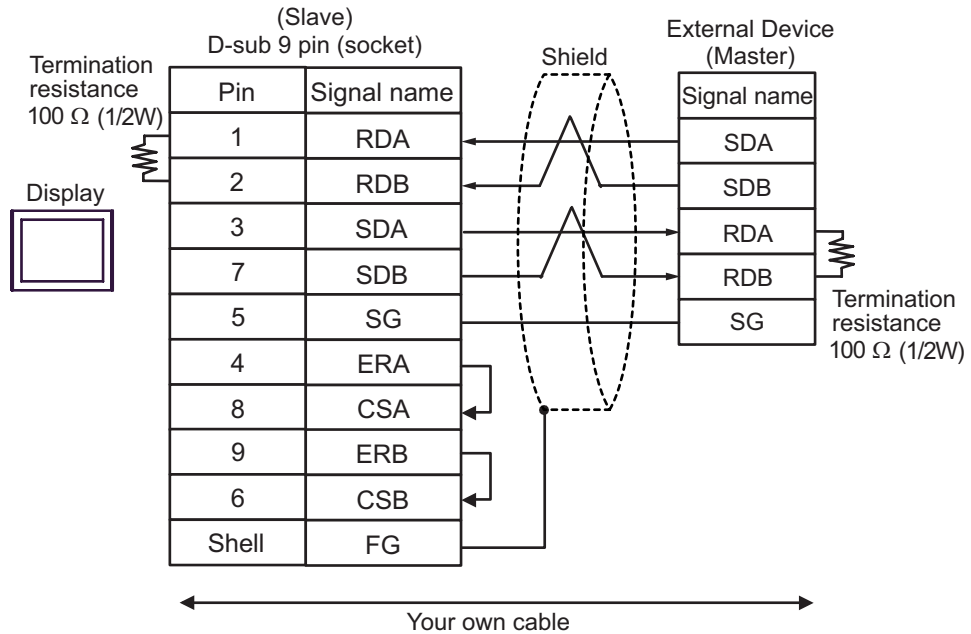 (Slave)
D-sub 9 pin (socket)
External Device
(Master)
Shield
Termination
resistance
100 Ω (1/2W)
Display
Pin Signal name
1 RDA
2 RDB
3 SDA
7 SDB
5 SG
4 ERA
8 CSA
9 ERB
6 CSB
Shell FG
Signal name
SDA
SDB
RDA
RDB
SG
Termination
resistance
100 Ω (1/2W)
Your own cable